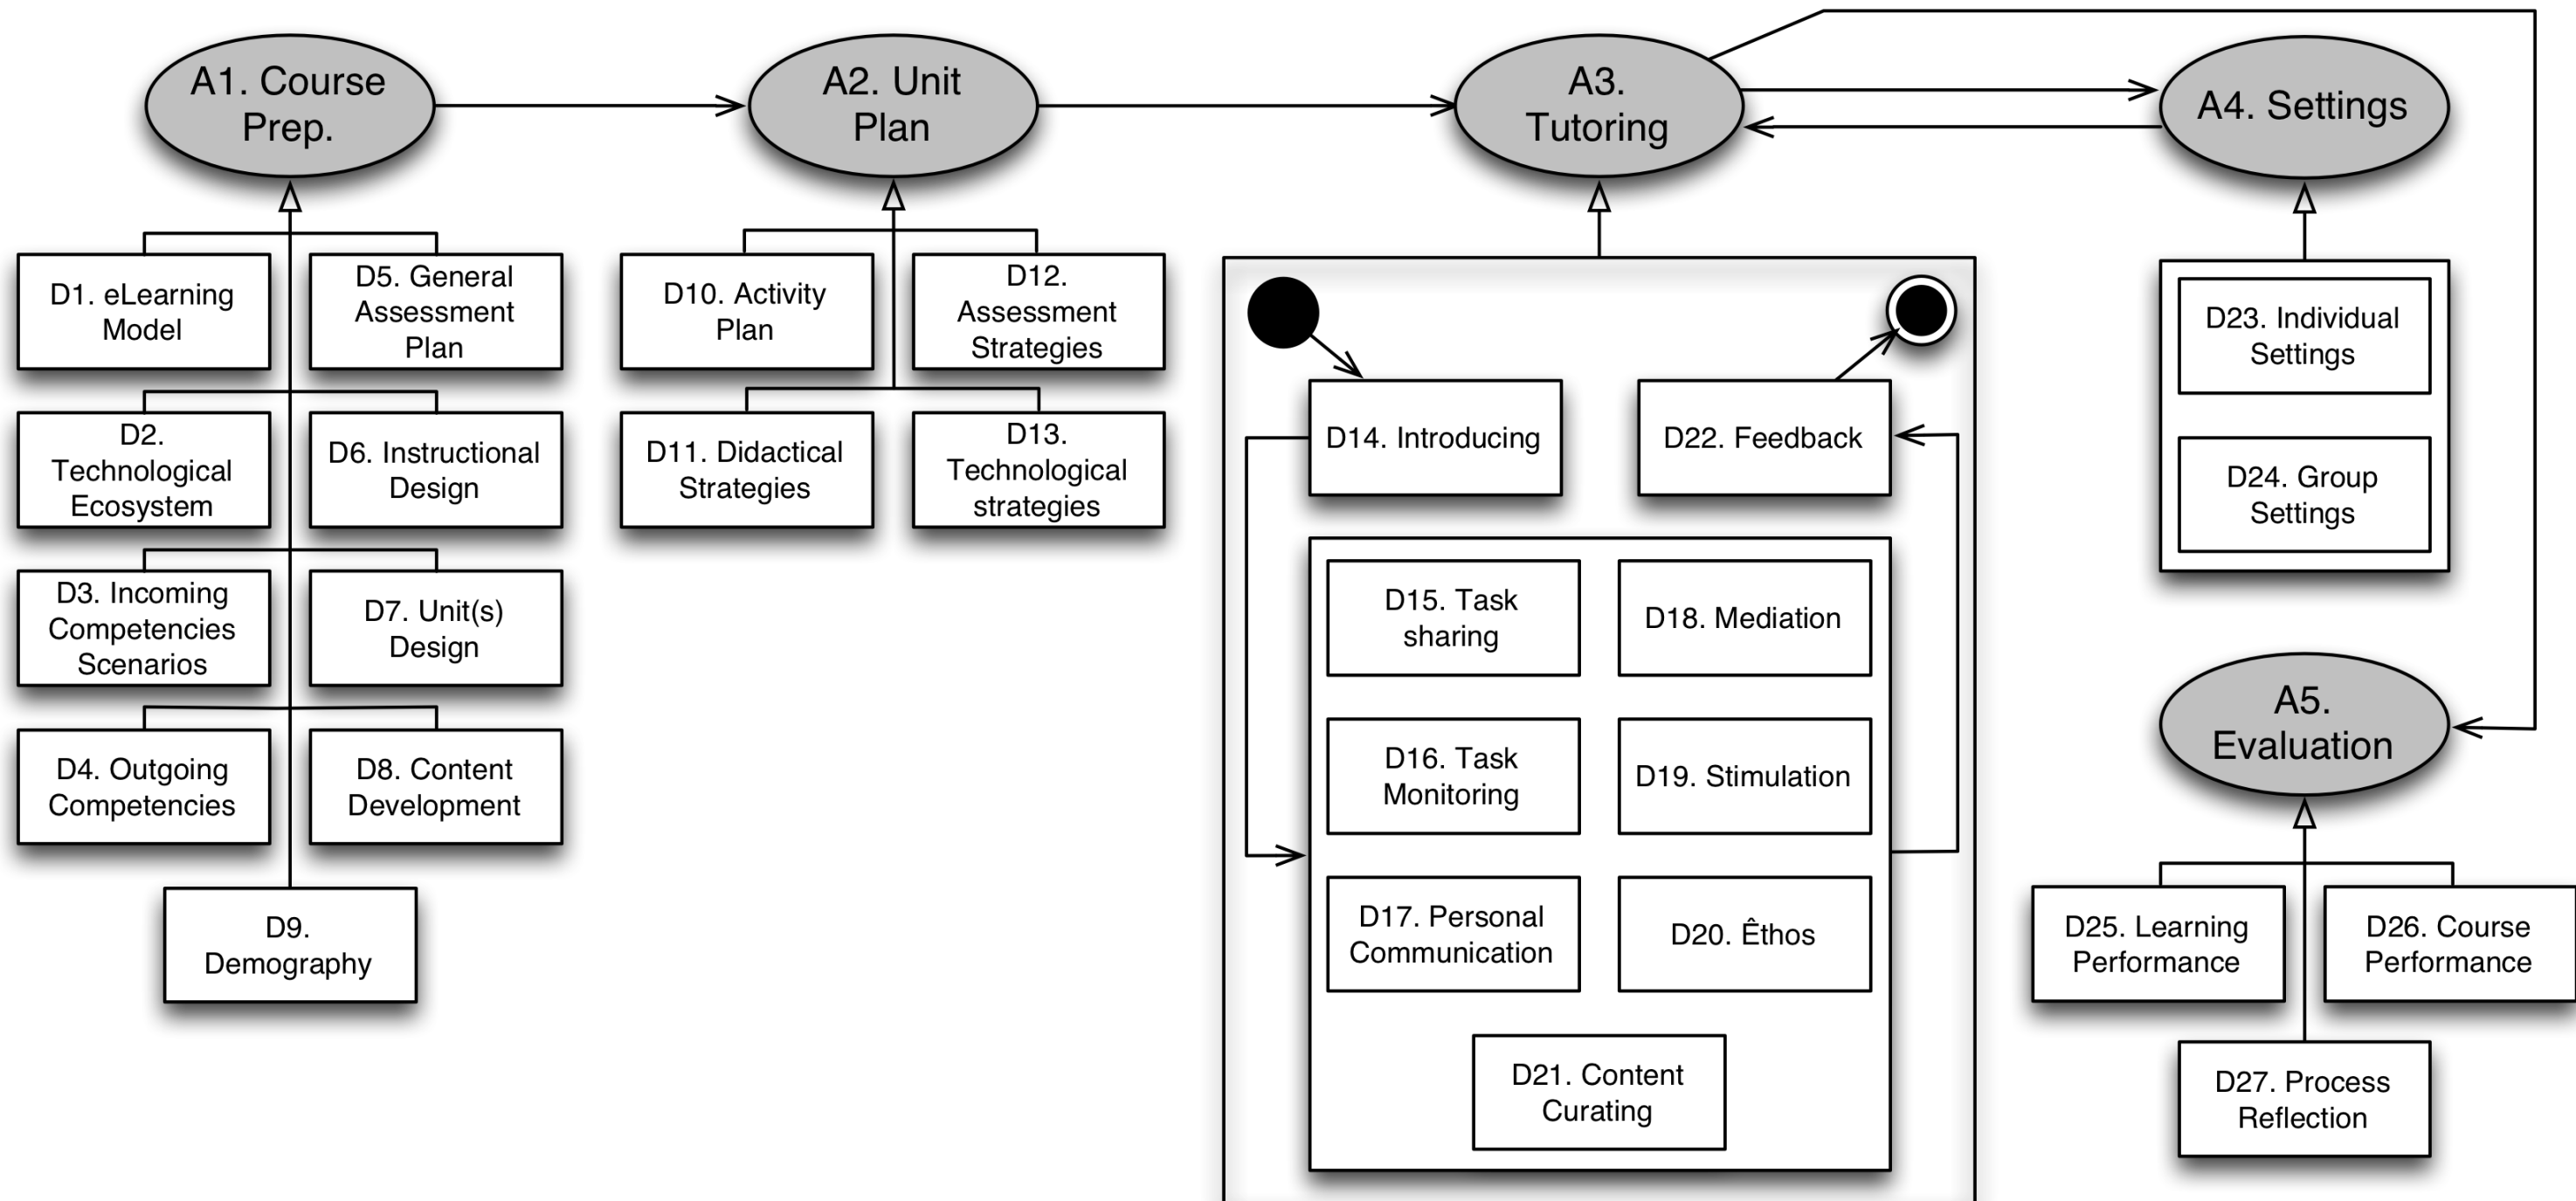 A1. Course
Prep.
A2. Unit
Plan
A3.
Tutoring
A4. Settings
D1. eLearning
Model
D5. General
Assessment
Plan
D2.
Technological
Ecosystem
D6. Instructional
Design
D3. Incoming
Competencies
Scenarios
D7. Unit(s)
Design
D4. Outgoing
Competencies
D8. Content
Development
D9.
Demography
D10. Activity
Plan
D12.
Assessment
Strategies
D11. Didactical
Strategies
D13.
Technological
strategies
D14. Introducing
D22. Feedback
D15. Task
sharing
D18. Mediation
D16. Task
Monitoring
D19. Stimulation
D17. Personal
Communication
D20. Êthos
D21. Content
Curating
D23. Individual
Settings
D24. Group
Settings
A5.
Evaluation
D25. Learning
Performance
D26. Course
Performance
D27. Process
Reflection